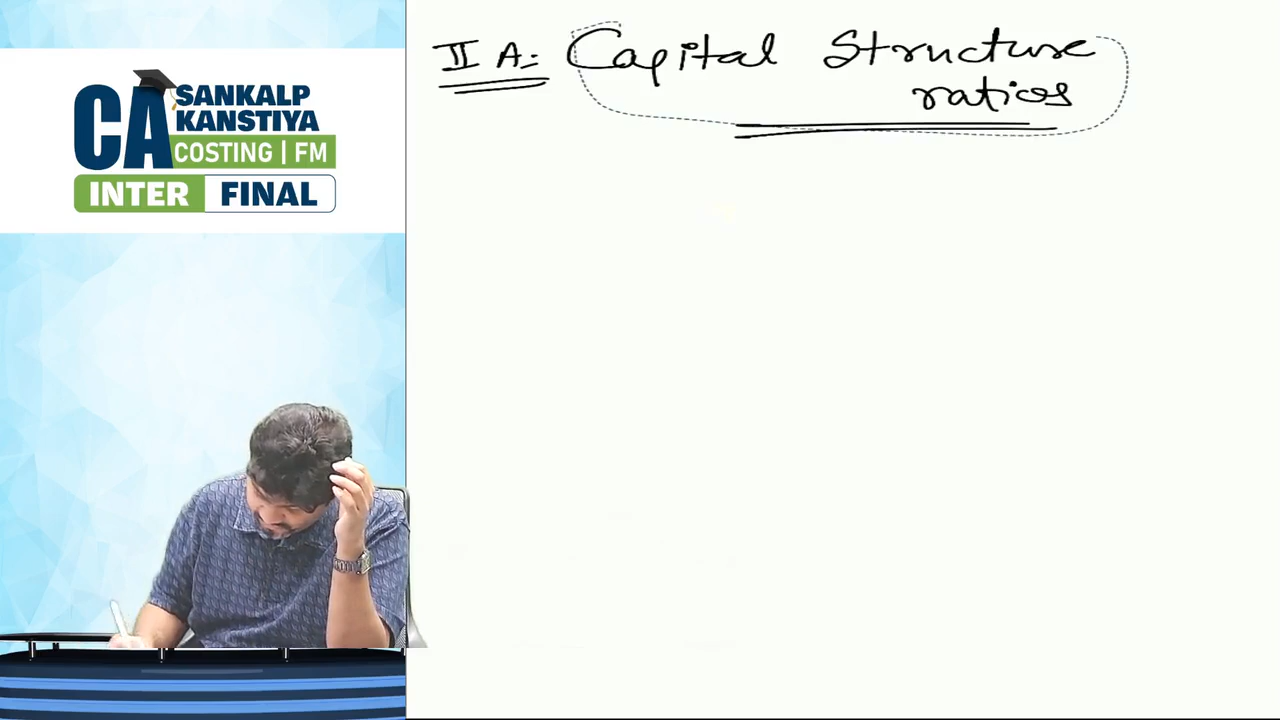 CA SANKALP
KANSTIYA
COSTING | FM
INTER FINAL
II A:- Capital Structure
ratios